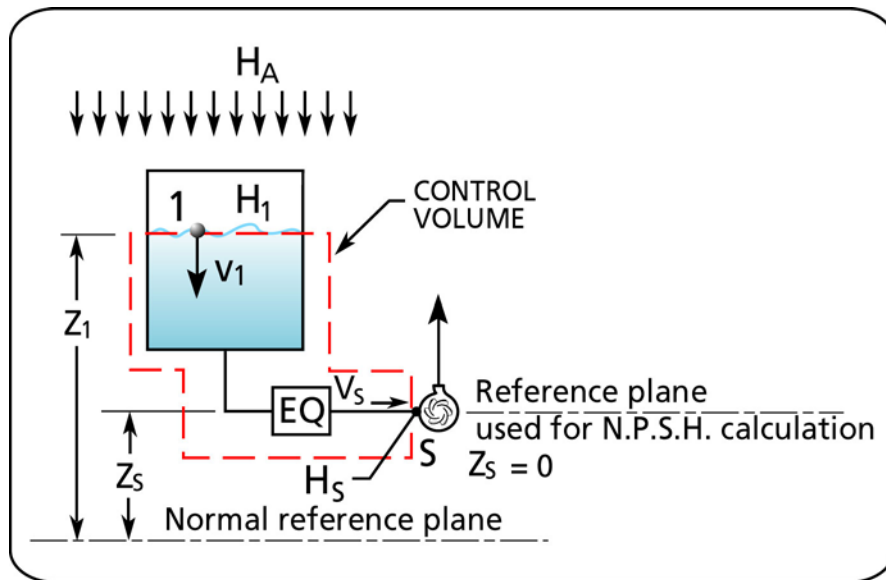 HA
1 H1
CONTROL
VOLUME
v1
Z1
VS
EQ
Reference plane
used for N.P.S.H. calculation
S
ZS = 0
ZS
HS
Normal reference plane